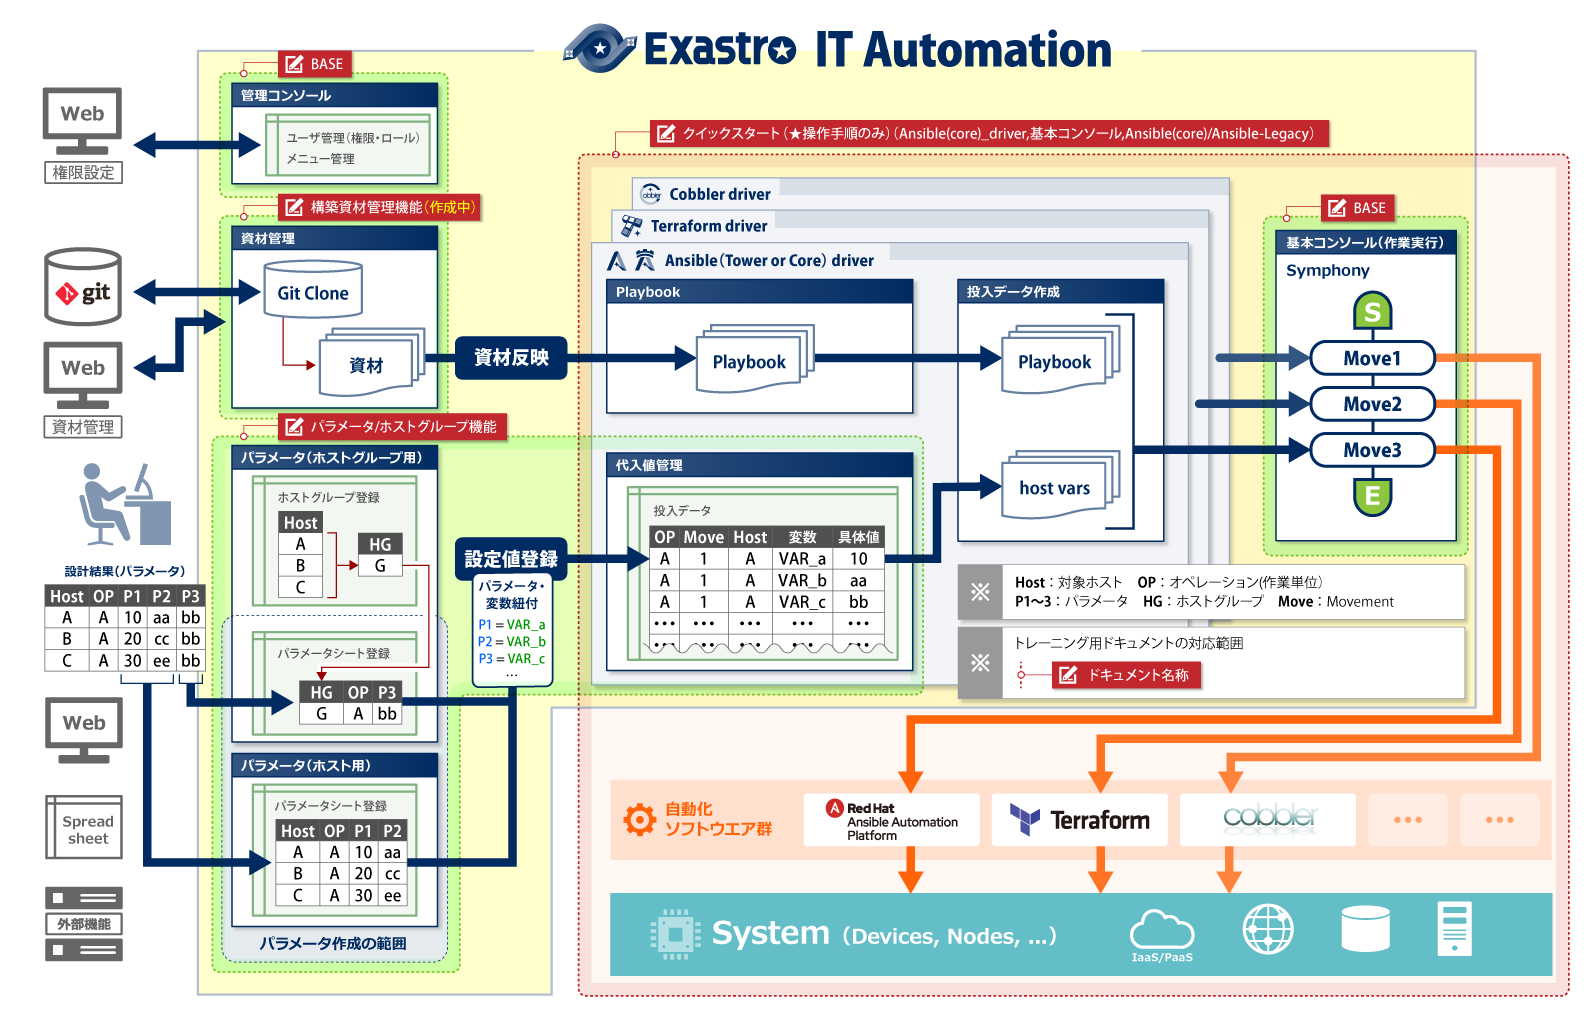 Exastro IT Automation
BASE
管理コンソール
ユーザ管理（権限・ロール）
メニュー管理
Web
権限設定
構築資材管理機能(作成中)
資材管理
Git Clone
資材
git
Web
資材管理
資材反映
クイックスタート（★操作手順のみ）（Ansible(core)_driver,基本コンソール,Ansible(core)/Ansible-Legacy）
cobbler
Cobbler driver
Terraform driver
Ansible（Tower or Core）driver
Playbook
Playbook
投入データ作成
Playbook
host vars
BASE
基本コンソール（作業実行）
Symphony
S
Move1
Move2
Move3
E
パラメータ/ホストグループ機能
パラメータ（ホストグループ用）
ホストグループ登録
Host
A
B
C
HG
G
パラメータシート登録
HG OP P3
G A bb
設計結果（パラメータ）
Host OP P1 P2 P3
A A 10 aa bb
B A 20 cc bb
C A 30 ee bb
設定値登録
パラメータ・
変数紐付
P1 = VAR_a
P2 = VAR_b
P3 = VAR_c
...
代入値管理
投入データ
OP Move Host 変数 具体値
A 1 A VAR_a 10
A 1 A VAR_b aa
A 1 A VAR_c bb
••• ••• ••• ••• •••
••• ••• ••• ••• •••
※
Host：対象ホスト OP：オペレーション(作業単位)
P1～3：パラメータ HG：ホストグループ Move：Movement
※
トレーニング用ドキュメントの対応範囲
ドキュメント名称
Web
Spread
sheet
外部機能
パラメータ（ホスト用）
パラメータシート登録
Host OP P1 P2
A A 10 aa
B A 20 cc
C A 30 ee
パラメータ作成の範囲
自動化
ソフトウエア群
Red Hat
Ansible Automation
Platform
Terraform
cobbler
•••
•••
System（Devices, Nodes, ...）
IaaS/PaaS